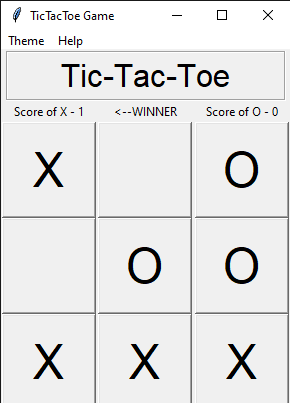 TicTacToe Game
Theme Help
Tic-Tac-Toe
Score of X - 1 <--WINNER Score of O - 0
X O
O O
X X X